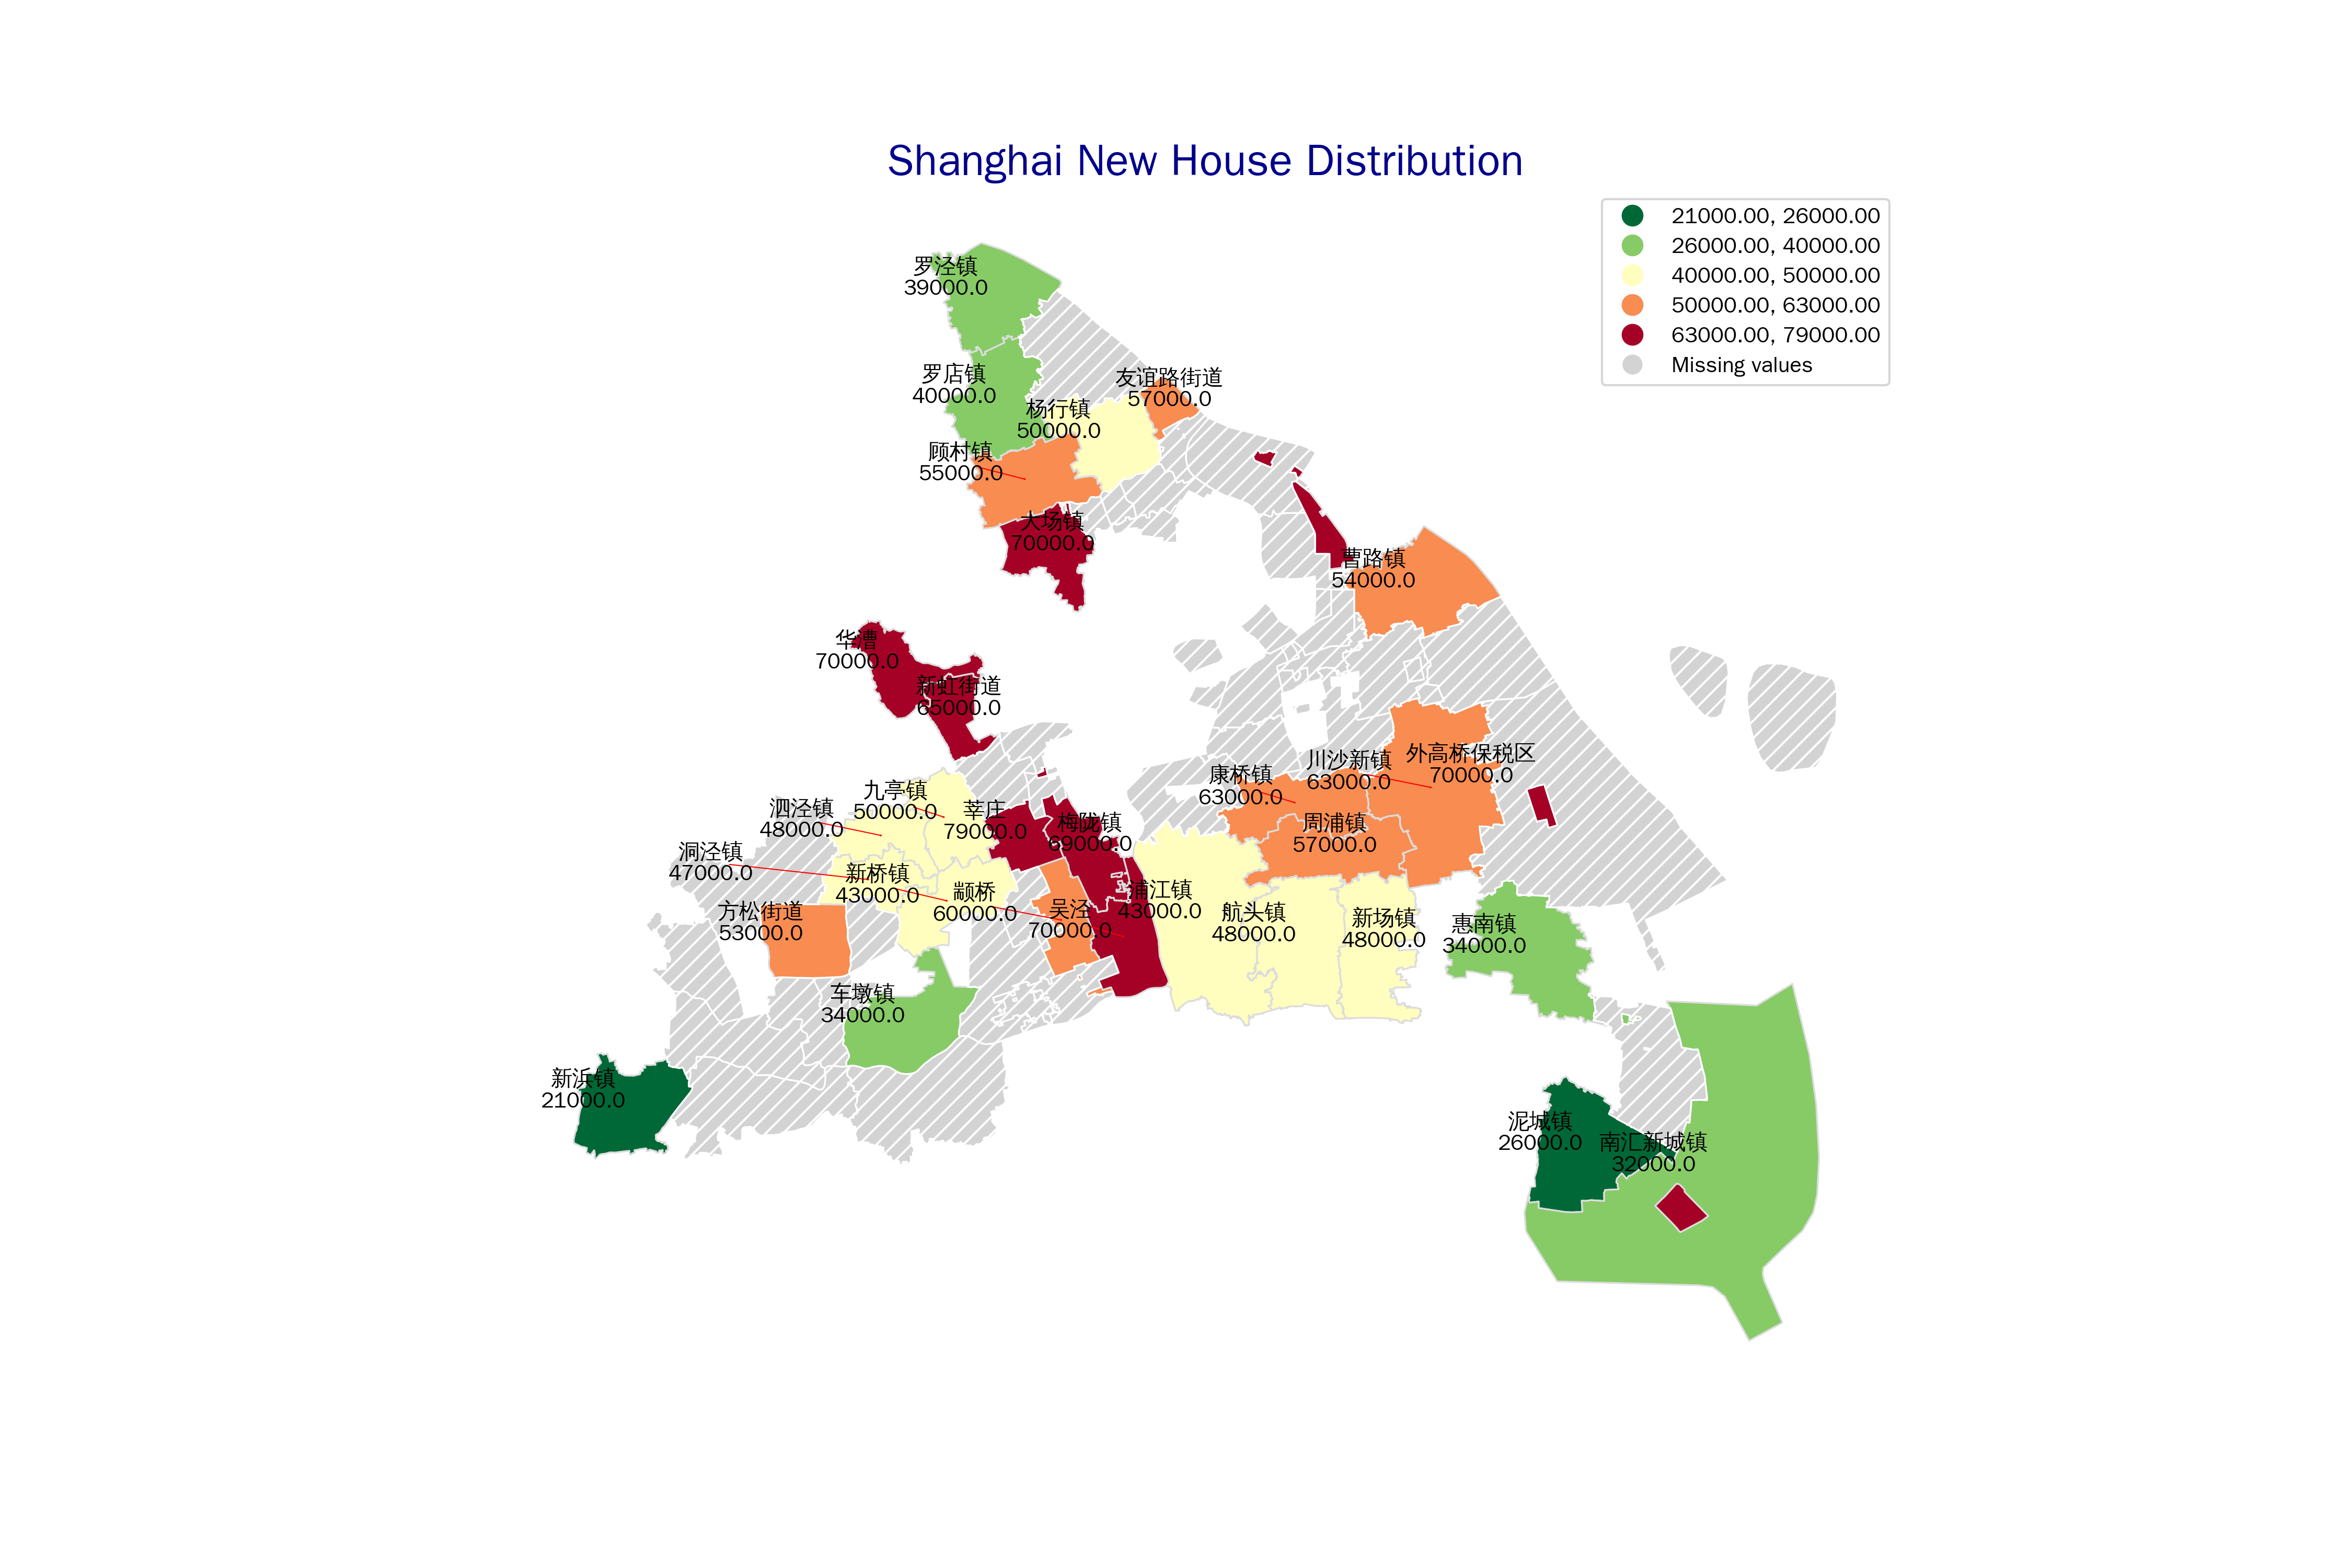 Shanghai New House Distribution
21000.00, 26000.00
26000.00, 40000.00
40000.00, 50000.00
50000.00, 63000.00
63000.00, 79000.00
Missing values
罗泾镇
39000.0
罗店镇
40000.0
友谊路街道
57000.0
杨行镇
50000.0
顾村镇
55000.0
大场镇
70000.0
曹路镇
54000.0
华漕
70000.0
新虹街道
65000.0
外高桥保税区
70000.0
川沙新镇
63000.0
康桥镇
63000.0
九亭镇
50000.0
泗泾镇
48000.0
莘庄
79000.0
梅陇镇
69000.0
周浦镇
57000.0
洞泾镇
47000.0
新桥镇
43000.0
颛桥
60000.0
浦江镇
43000.0
方松街道
53000.0
吴泾
70000.0
航头镇
48000.0
新场镇
48000.0
惠南镇
34000.0
车墩镇
34000.0
新浜镇
21000.0
泥城镇
26000.0
南汇新城镇
32000.0